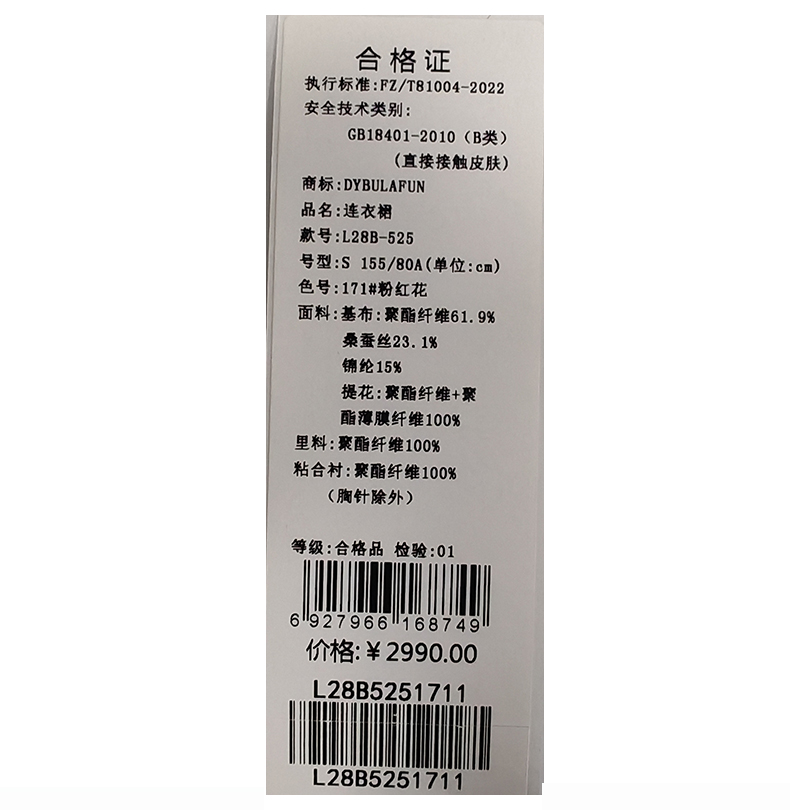 合格证
执行标准:FZ/T81004-2022
安全技术类别:
GB18401-2010（B类）
(直接接触皮肤)
商标:DYBULAFUN
品名:连衣裙
款号:L28B-525
号型:S 155/80A(单位:cm)
色号:171#粉红花
面料:基布:聚酯纤维61.9%
桑蚕丝23.1%
锦纶15%
提花:聚酯纤维+聚
酯薄膜纤维100%
里料:聚酯纤维100%
粘合衬:聚酯纤维100%
（胸针除外）
等级:合格品 检验:01
6 927966 168749
价格:￥2990.00
L28B5251711
L28B5251711